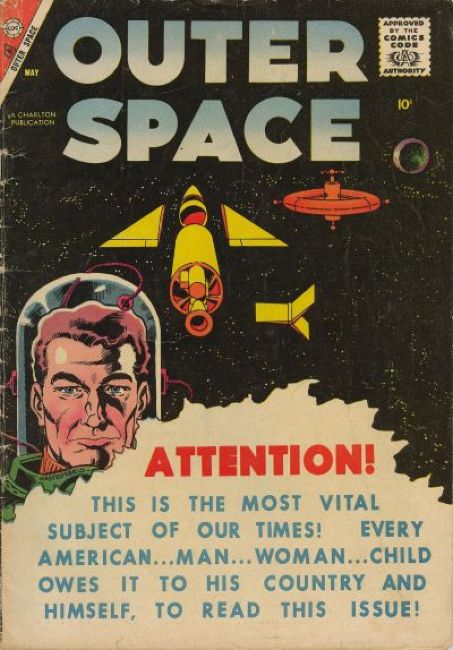 OUTER SPACE
MAY
A CHARLTON
PUBLICATION
OUTER
SPACE
APPROVED
BY THE
COMICS
CODE
AUTHORITY
10¢
MASTROSERIO
ATTENTION!
THIS IS THE MOST VITAL
SUBJECT OF OUR TIMES! EVERY
AMERICAN...MAN...WOMAN...CHILD
OWES IT TO HIS COUNTRY AND
HIMSELF, TO READ THIS ISSUE!